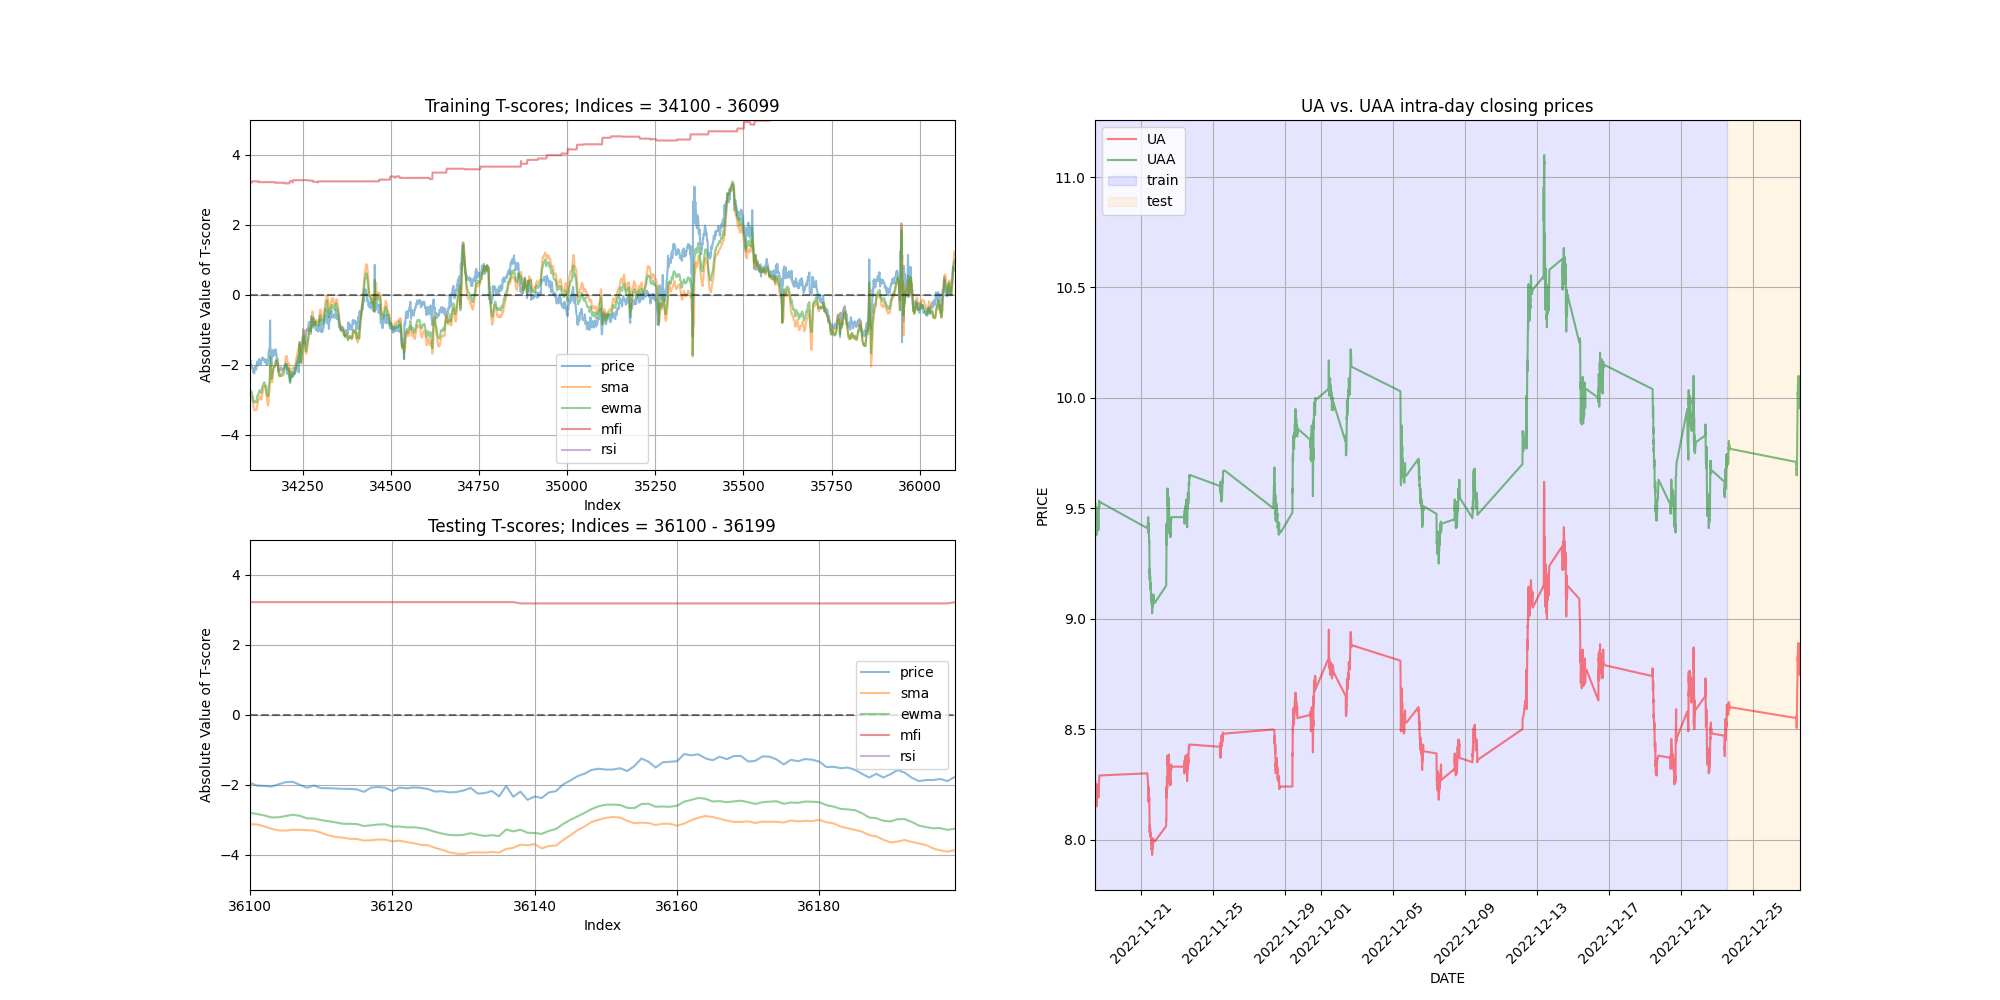 Training T-scores; Indices = 34100 - 36099
Absolute Value of T-score
4
2
0
−2
−4
price
sma
ewma
mfi
rsi
34250 34500 34750 35000 35250 35500 35750 36000
Index
Testing T-scores; Indices = 36100 - 36199
Absolute Value of T-score
4
2
0
−2
−4
price
sma
ewma
mfi
rsi
36100 36120 36140 36160 36180
Index
UA vs. UAA intra-day closing prices
UA
UAA
train
test
PRICE
11.0
10.5
10.0
9.5
9.0
8.5
8.0
2022-11-21 2022-11-25 2022-11-29 2022-12-01 2022-12-05 2022-12-09 2022-12-13 2022-12-17 2022-12-21 2022-12-25
DATE